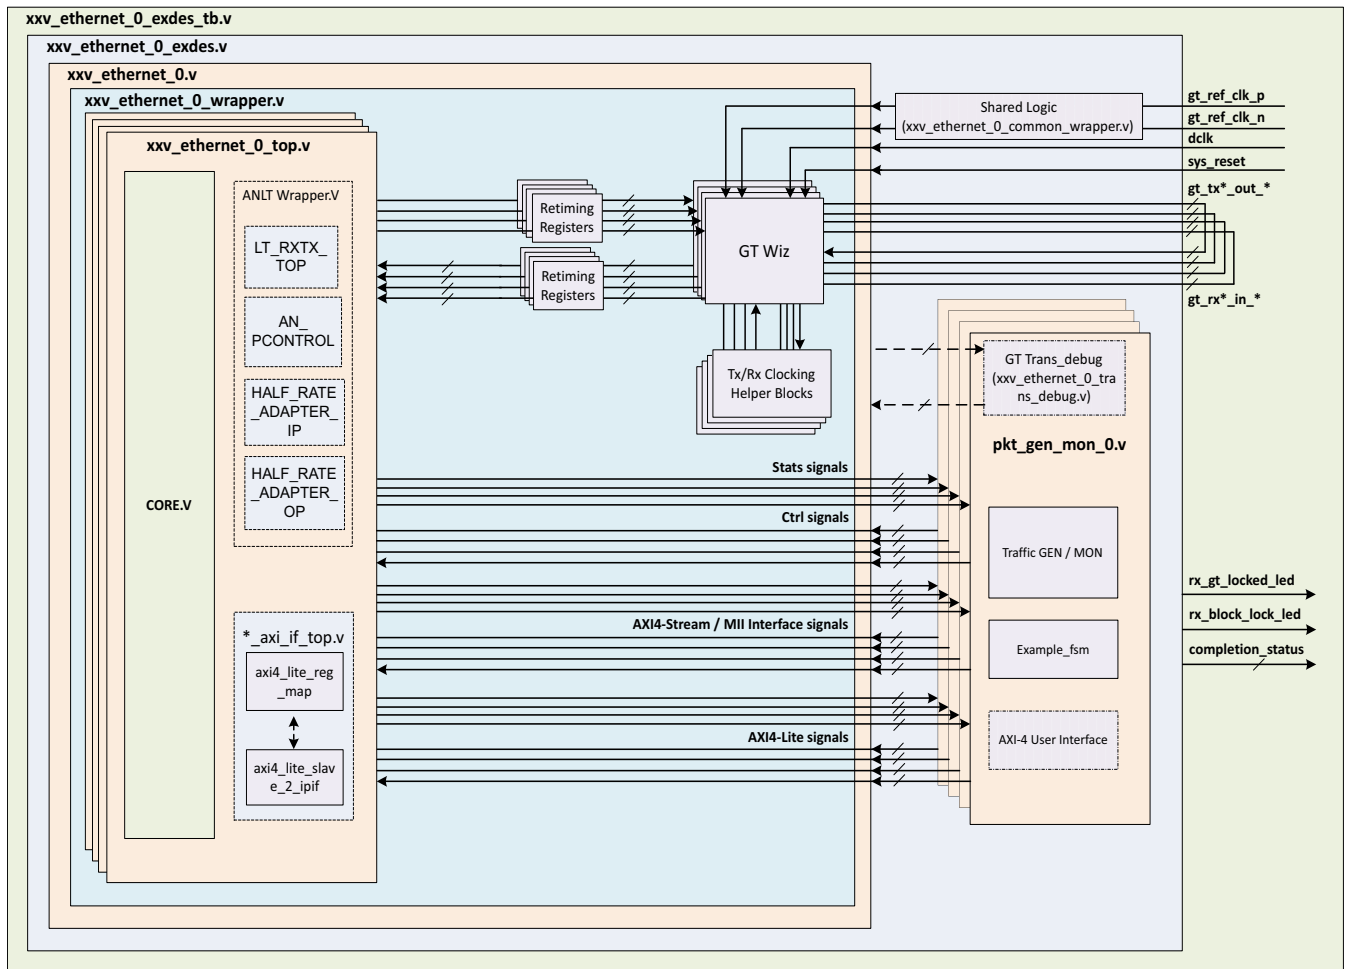 xxv_ethernet_0_exdes_tb.v
xxv_ethernet_0_exdes.v
xxv_ethernet_0.v
xxv_ethernet_0_wrapper.v
xxv_ethernet_0_top.v
CORE.V
ANLT Wrapper.V
LT_RXTX_
TOP
AN_
PCONTROL
HALF_RATE
_ADAPTER_
IP
HALF_RATE
_ADAPTER_
OP
*_axi_if_top.v
axi4_lite_reg
_map
axi4_lite_slav
e_2_ipif
Retiming
Registers
Retiming
Registers
GT Wiz
Tx/Rx Clocking
Helper Blocks
Shared Logic
(xxv_ethernet_0_common_wrapper.v)
gt_ref_clk_p
gt_ref_clk_n
dclk
sys_reset
gt_tx*_out_*
gt_rx*_in_*
Stats signals
Ctrl signals
AXI4-Stream / MII Interface signals
AXI4-Lite signals
GT Trans_debug
(xxv_ethernet_0_tra
ns_debug.v)
pkt_gen_mon_0.v
Traffic GEN / MON
Example_fsm
AXI-4 User Interface
rx_gt_locked_led
rx_block_lock_led
completion_status